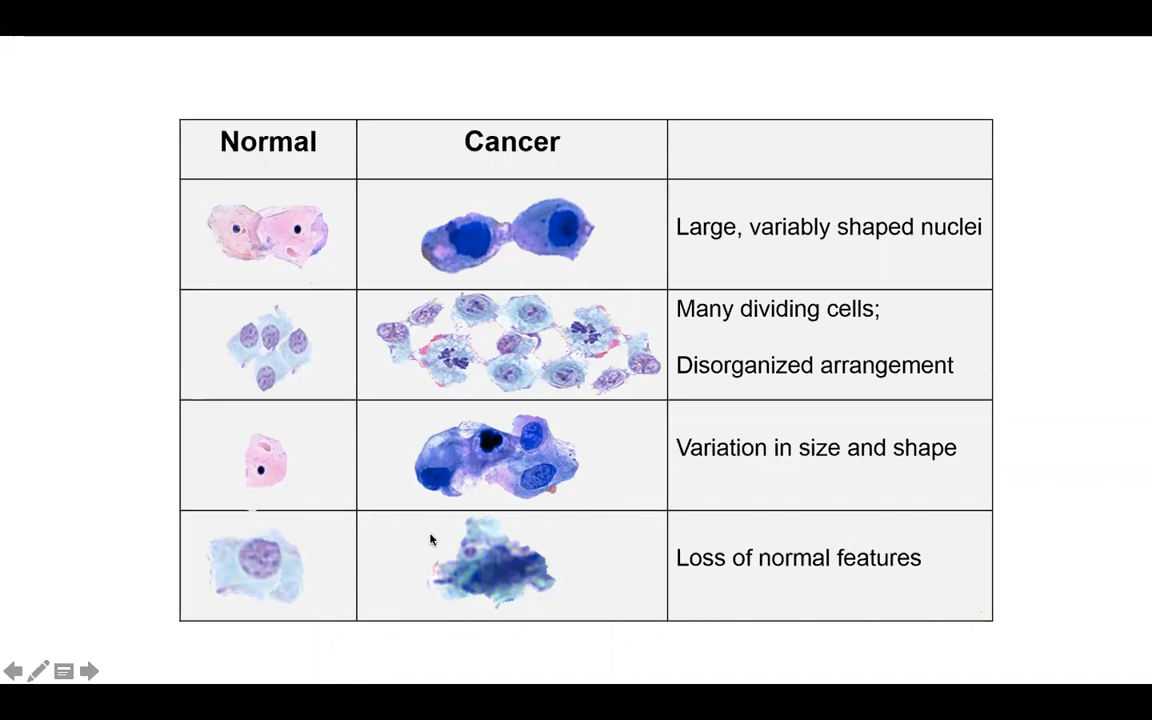 Normal
Cancer
Large, variably shaped nuclei
Many dividing cells;
Disorganized arrangement
Variation in size and shape
Loss of normal features